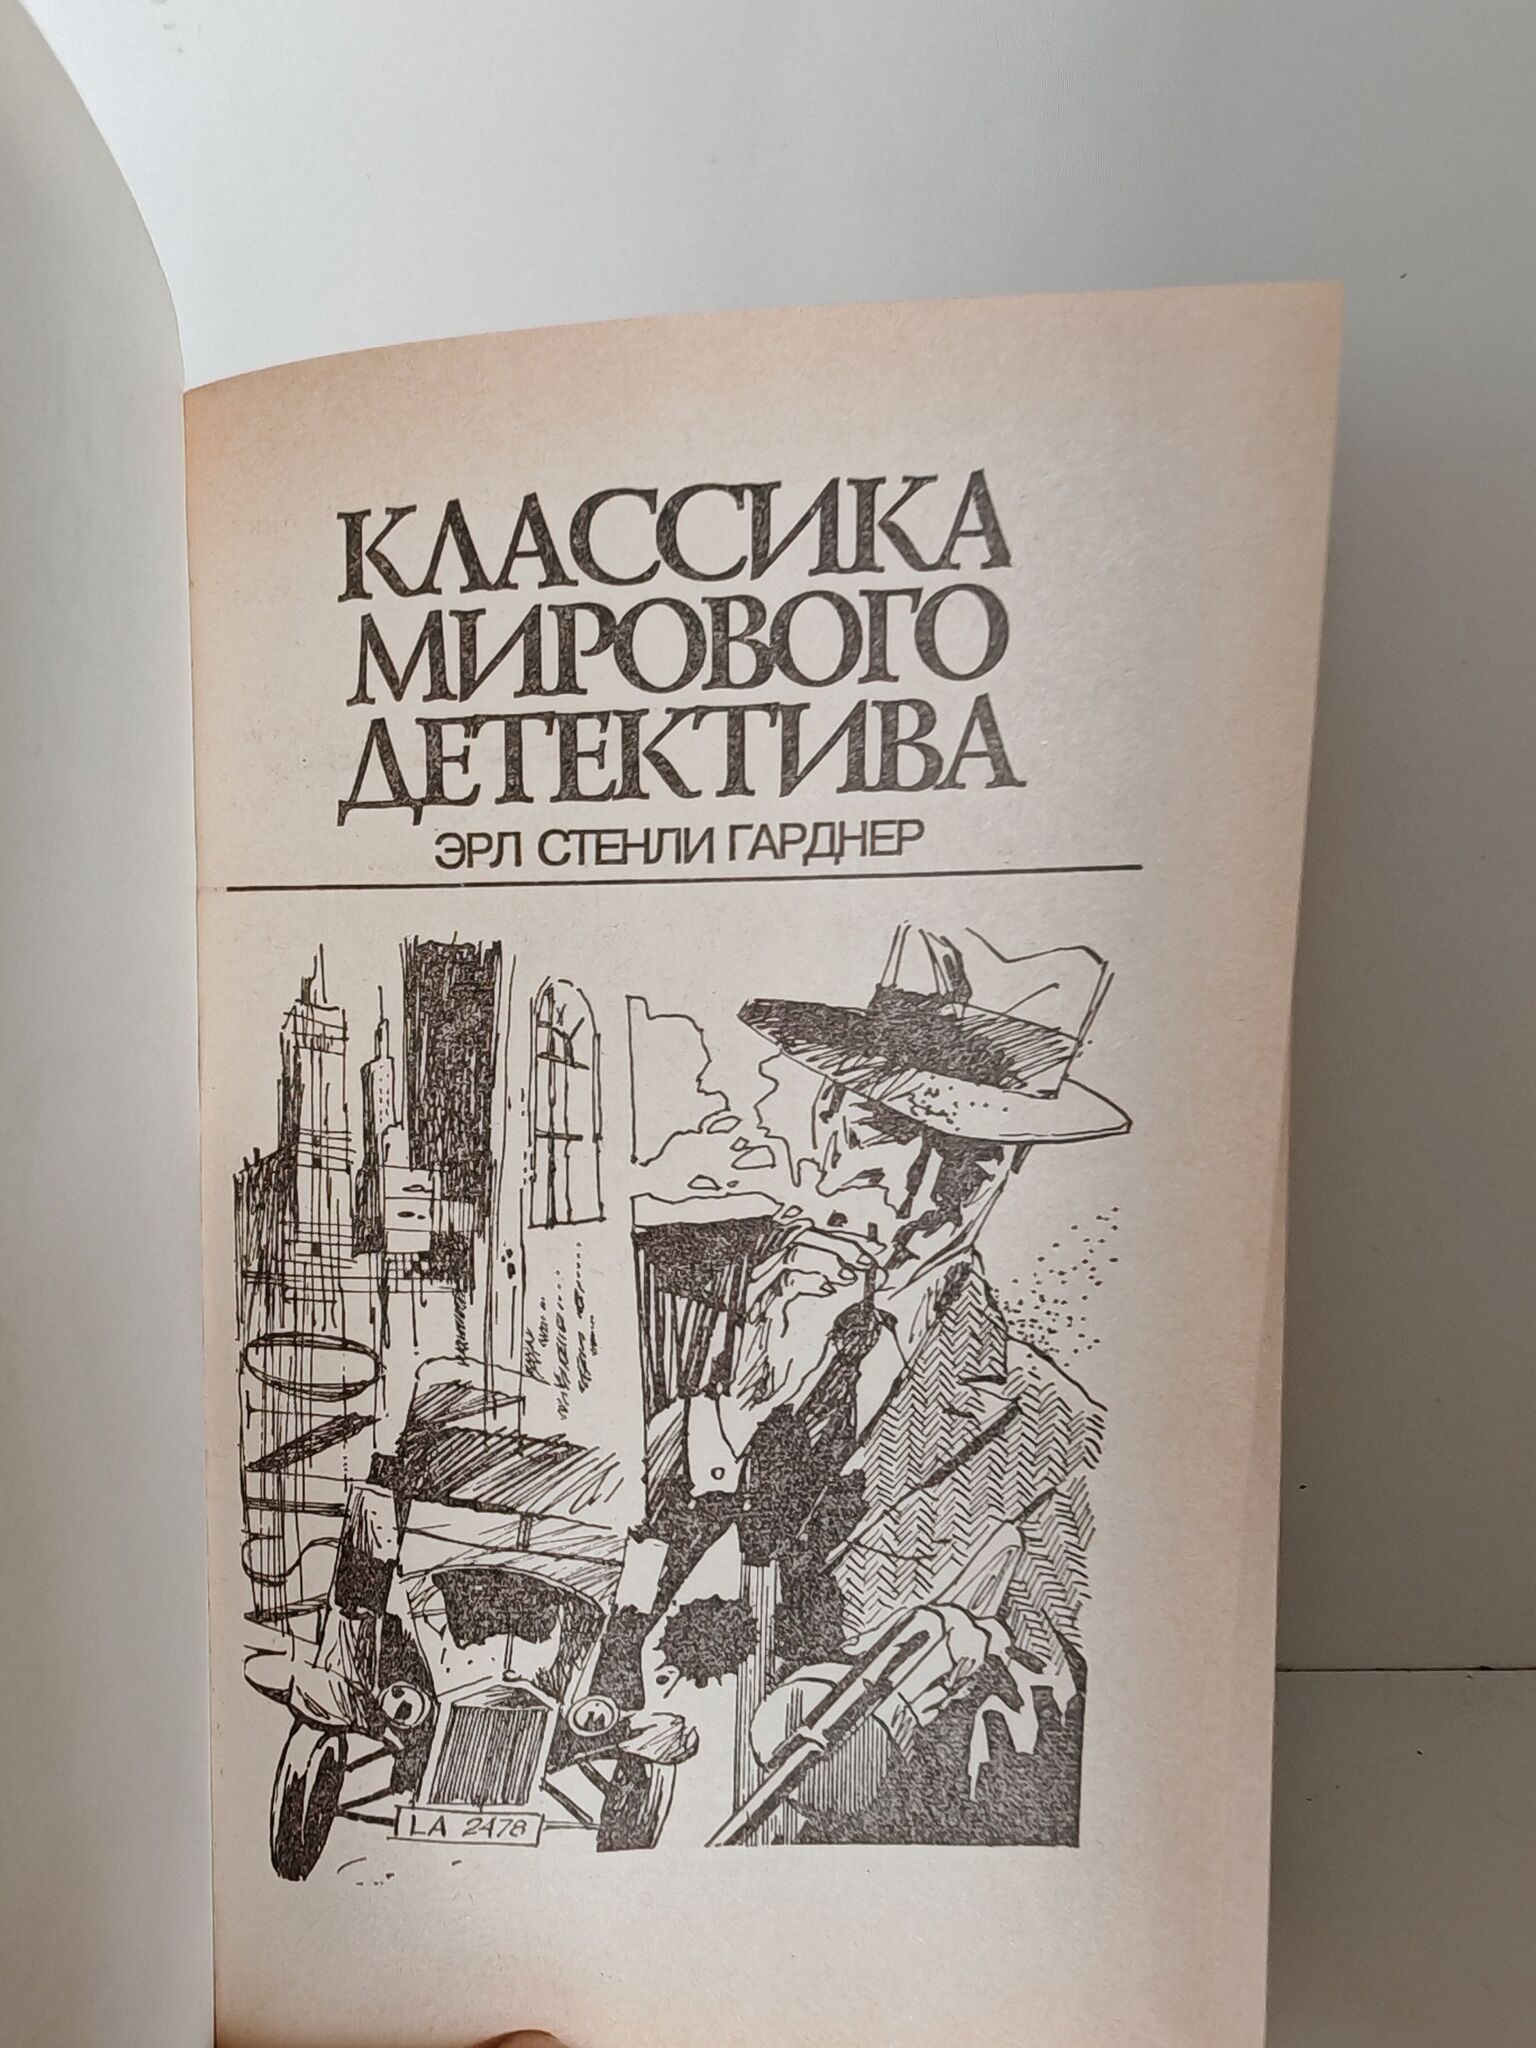 КЛАССИКА
МИРОВОГО
ДЕТЕКТИВА
ЭРЛ СТЕНЛИ ГАРДНЕР
LA 2478